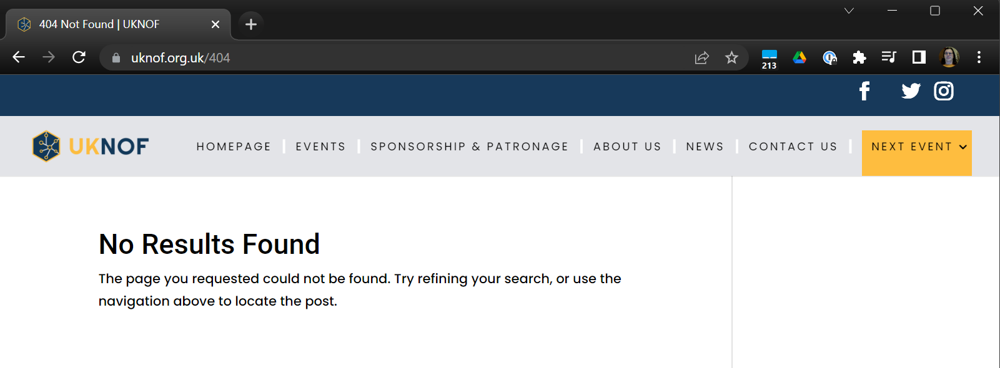 404 Not Found | UKNOF
uknof.org.uk/404
213
UKNOF
HOMEPAGE
EVENTS
SPONSORSHIP & PATRONAGE
ABOUT US
NEWS
CONTACT US
NEXT EVENT
No Results Found
The page you requested could not be found. Try refining your search, or use the
navigation above to locate the post.